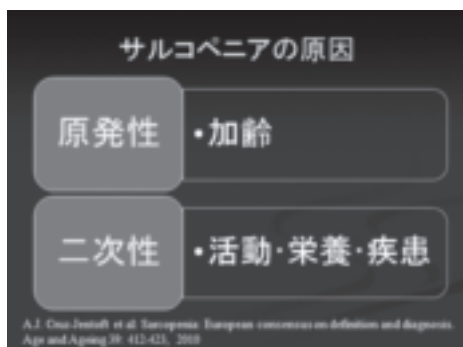 サルコペニアの原因
原発性
・加齢
二次性
・活動・栄養・疾患
A.J. Cruz-Jentoft et al: Sarcopenia: European consensus on definition and diagnosis.
Age and Ageing 39: 412-423, 2010